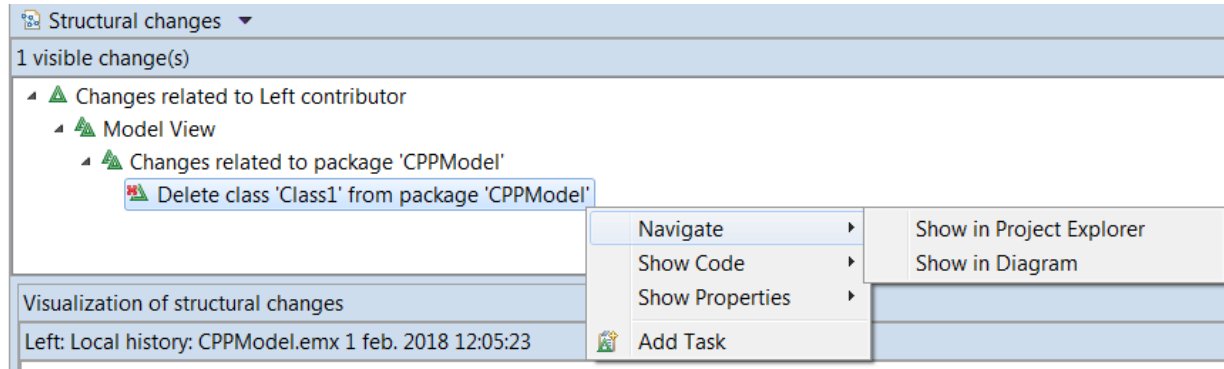 Structural changes
1 visible change(s)
Changes related to Left contributor
Model View
Changes related to package 'CPPModel'
Delete class 'Class1' from package 'CPPModel'
Navigate
Show in Project Explorer
Show Code
Show in Diagram
Show Properties
Add Task
Visualization of structural changes
Left: Local history: CPPModel.emx 1 feb. 2018 12:05:23